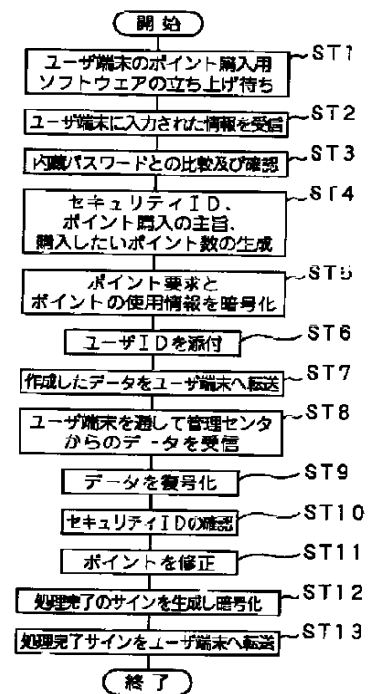 開始
ユーザ端末のポイント購入用
ソフトウェアの立ち上げ待ち
ST1
ユーザ端末に入力された情報を受信
ST2
内蔵パスワードとの比較及び確認
ST3
セキュリティID、
ポイント購入の主旨、
購入したいポイント数の生成
ST4
ポイント要求と
ポイントの使用情報を暗号化
ST5
ユーザIDを添付
ST6
作成したデータをユーザ端末へ転送
ST7
ユーザ端末を通して管理センタ
からのデータを受信
ST8
データを復号化
ST9
セキュリティIDの確認
ST10
ポイントを修正
ST11
処理完了のサインを生成し暗号化
ST12
処理完了サインをユーザ端末へ転送
ST13
終了